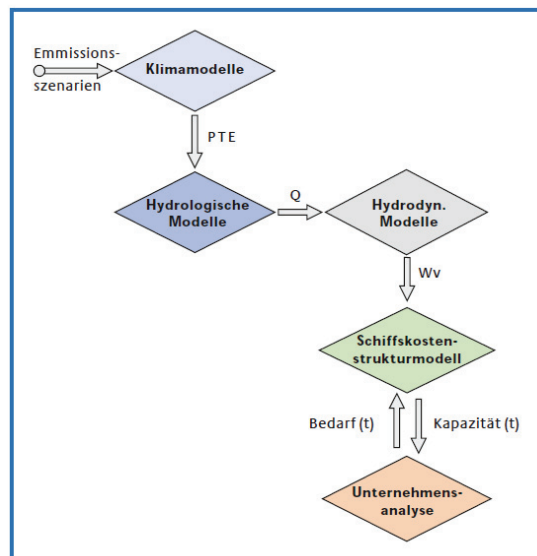 Emmissions-
szenarien
Klimamodelle
PTE
Hydrologische
Modelle
Q
Hydrodyn.
Modelle
Wv
Schiffskosten-
strukturmodell
Bedarf (t)
Kapazität (t)
Unternehmens-
analyse